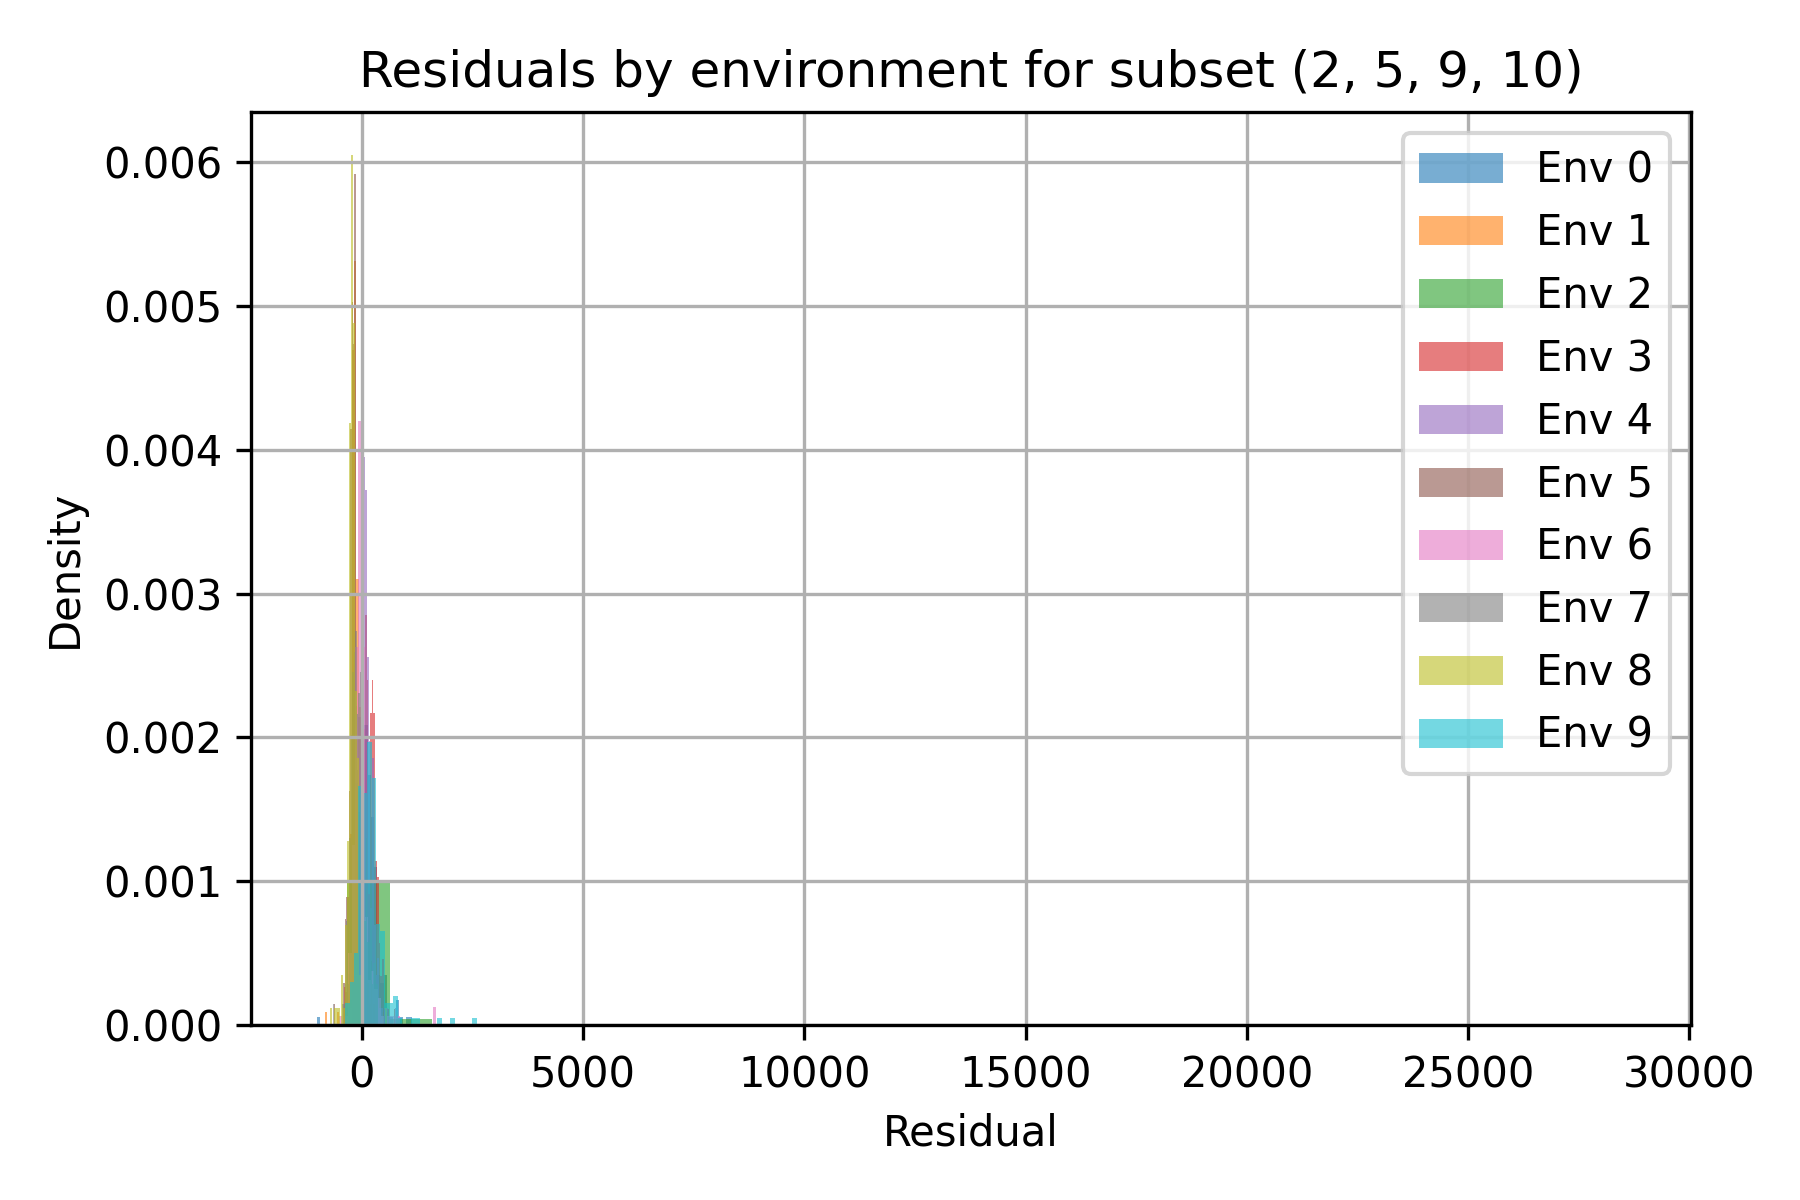 Residuals by environment for subset (2, 5, 9, 10)
0.006
0.005
0.004
0.003
0.002
0.001
0.000
Density
Env 0
Env 1
Env 2
Env 3
Env 4
Env 5
Env 6
Env 7
Env 8
Env 9
0 5000 10000 15000 20000 25000 30000
Residual